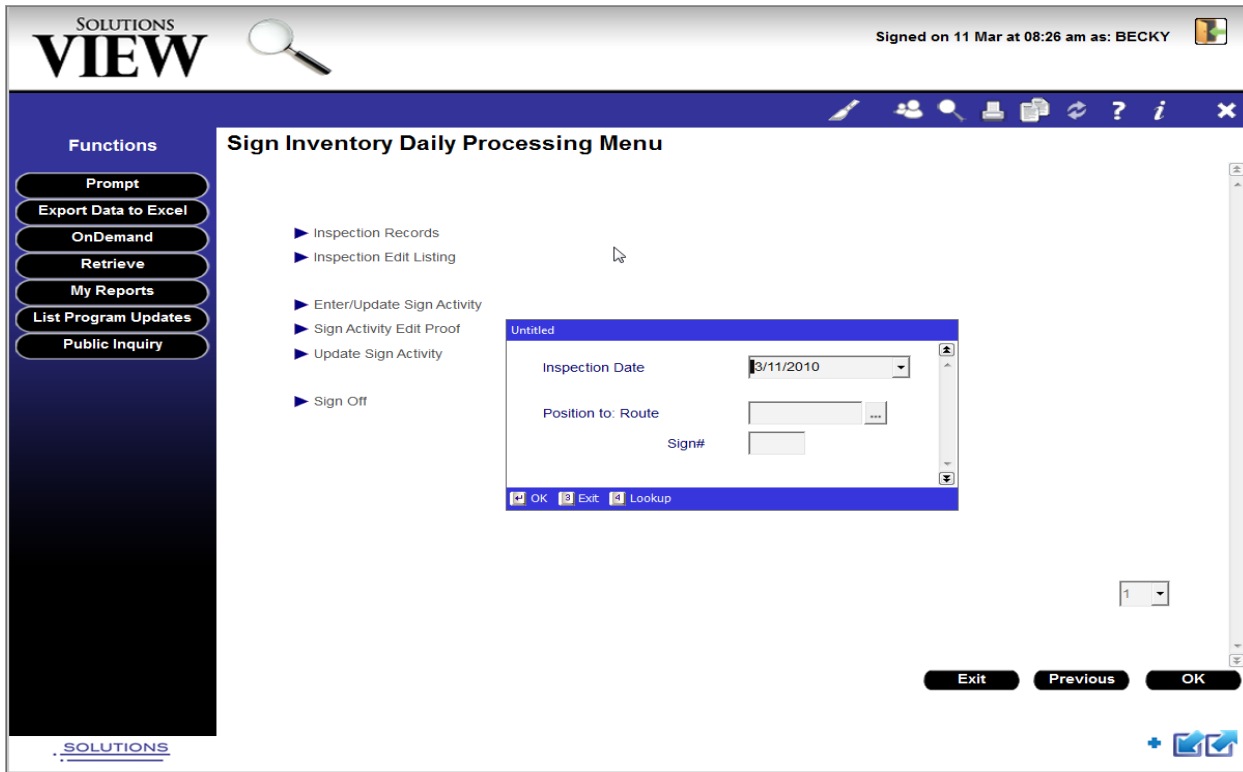 SOLUTIONS
VIEW
Signed on 11 Mar at 08:26 am as: BECKY
? i
Functions
Sign Inventory Daily Processing Menu
Prompt
Export Data to Excel
OnDemand
Retrieve
My Reports
List Program Updates
Public Inquiry
Inspection Records
Inspection Edit Listing
Enter/Update Sign Activity
Sign Activity Edit Proof
Update Sign Activity
Sign Off
Untitled
Inspection Date 3/11/2010
Position to: Route ...
Sign#
OK 3 Exit 4 Lookup
1
Exit Previous OK
SOLUTIONS